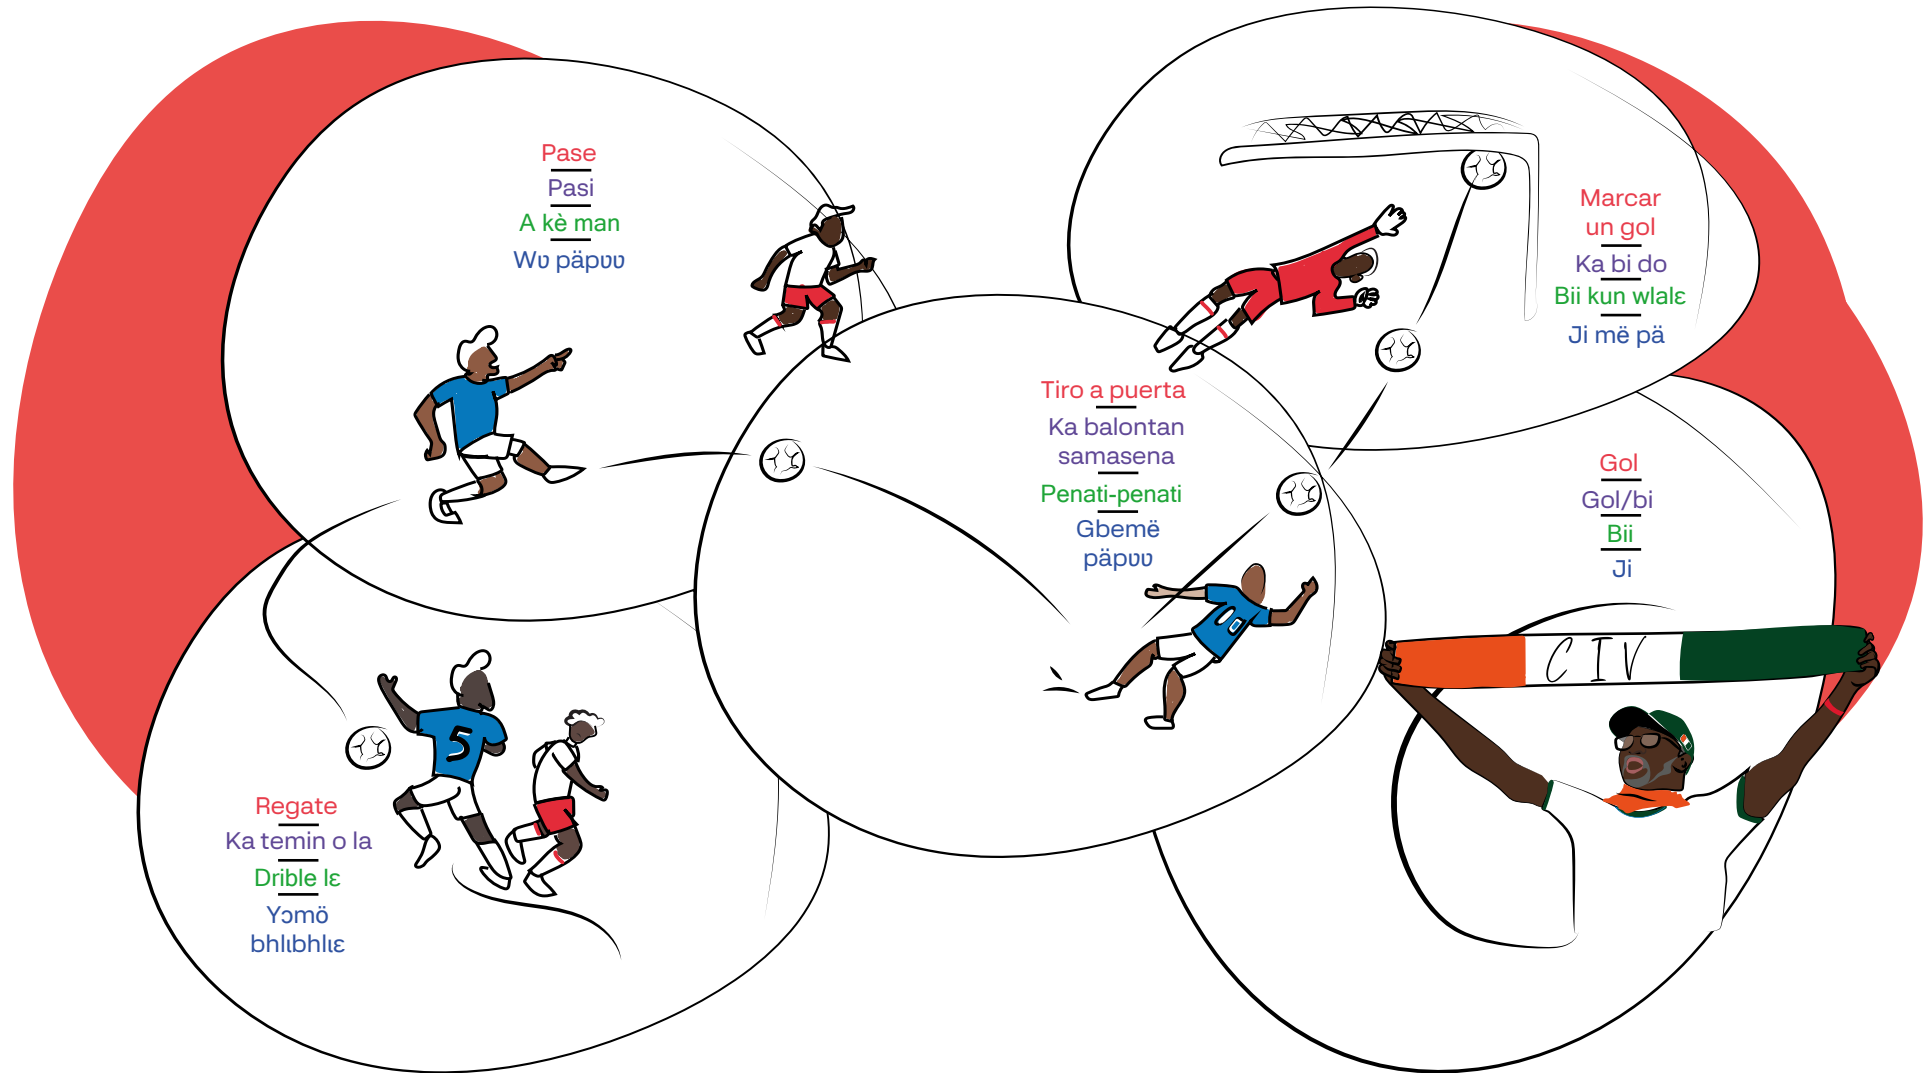 Pase
Pasi
A kè man
Wʋ päpʋʋ
Marcar
un gol
Ka bi do
Bii kun wlalɛ
Ji më pä
Tiro a puerta
Ka balontan
samasena
Penati-penati
Gbemë
päpʋʋ
Gol
Gol/bi
Bii
Ji
CIV
5
Regate
Ka temin o la
Drible lɛ
Yɔmö
bhlɩbhlɩɛ